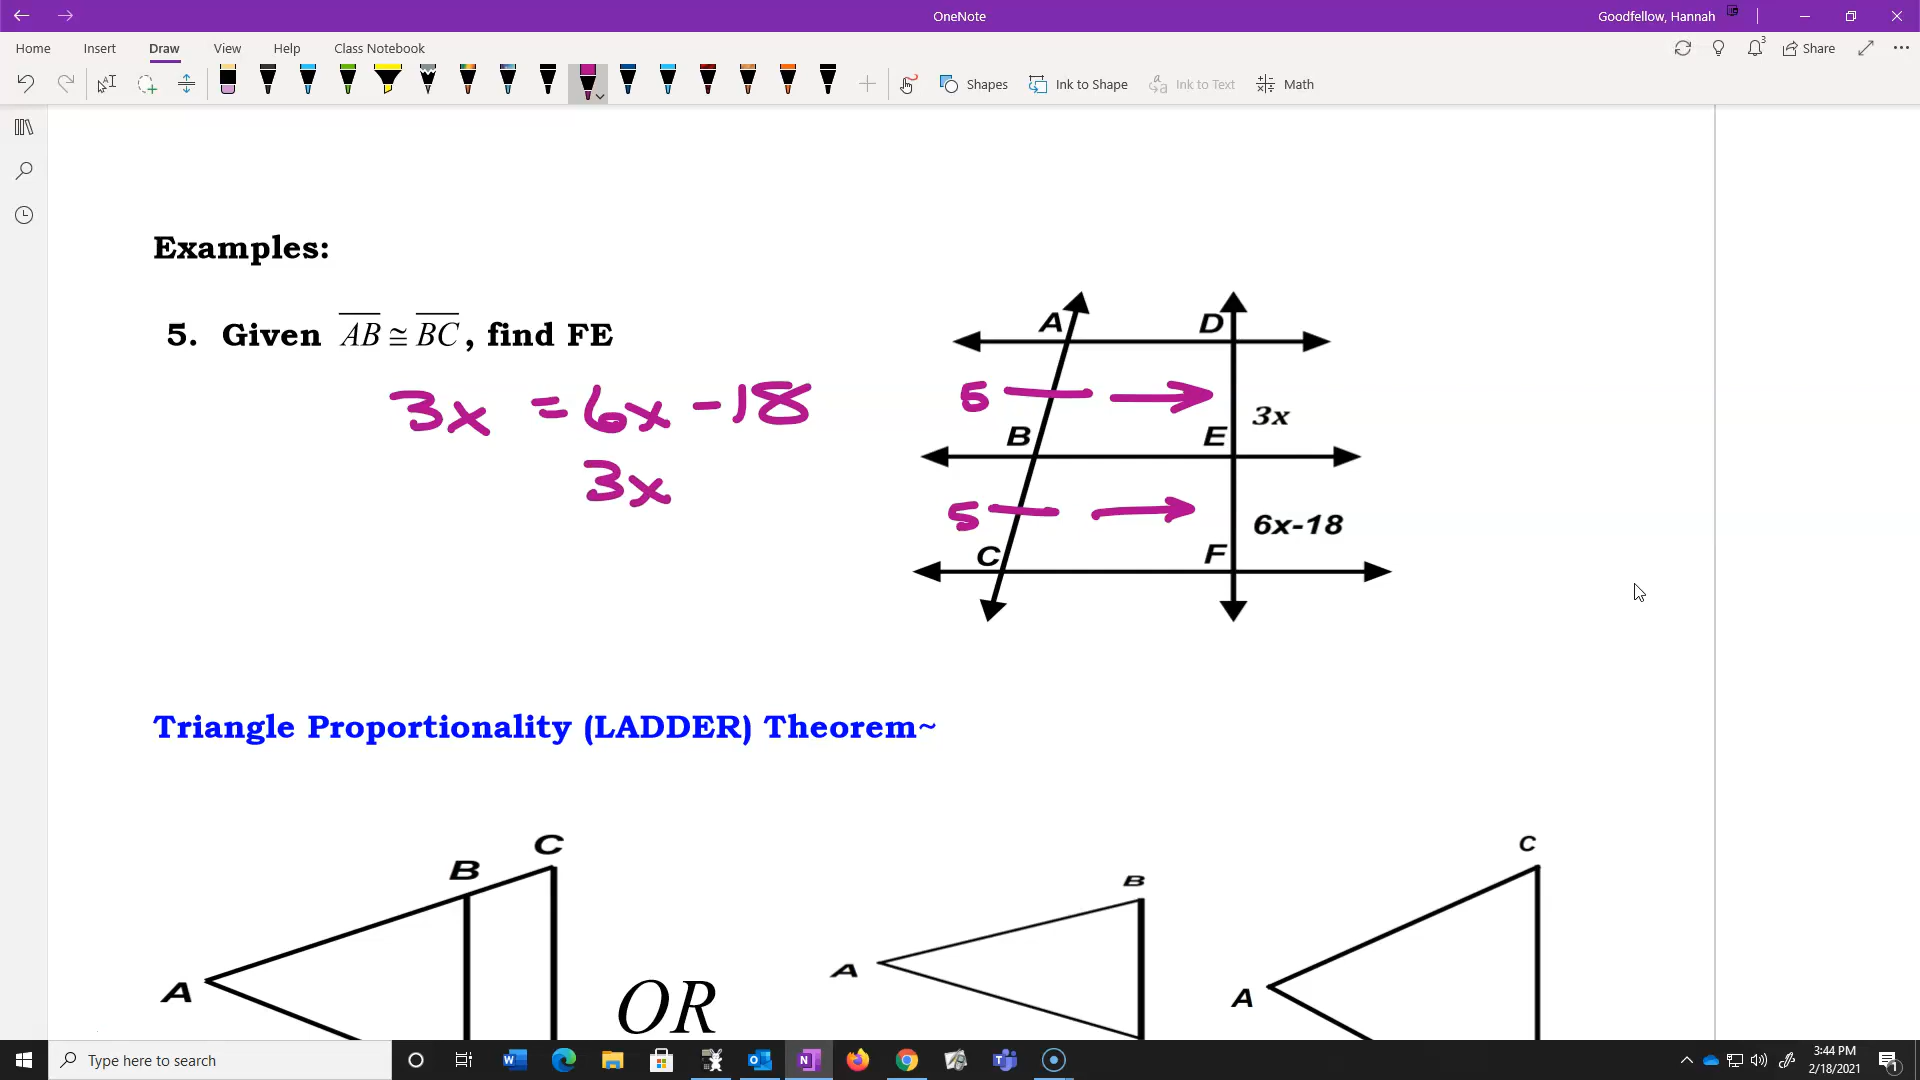 OneNote
Goodfellow, Hannah
Home Insert Draw View Help Class Notebook
3 Share
Shapes Ink to Shape Ink to Text Math
Examples:
5. Given AB ≅ BC, find FE
3x = 6x - 18
3x
A D
5
3x
B E
5
6x-18
C F
Triangle Proportionality (LADDER) Theorem~
C
B
A
OR
B
A
C
A
Type here to search
3:44 PM
2/18/2021
1